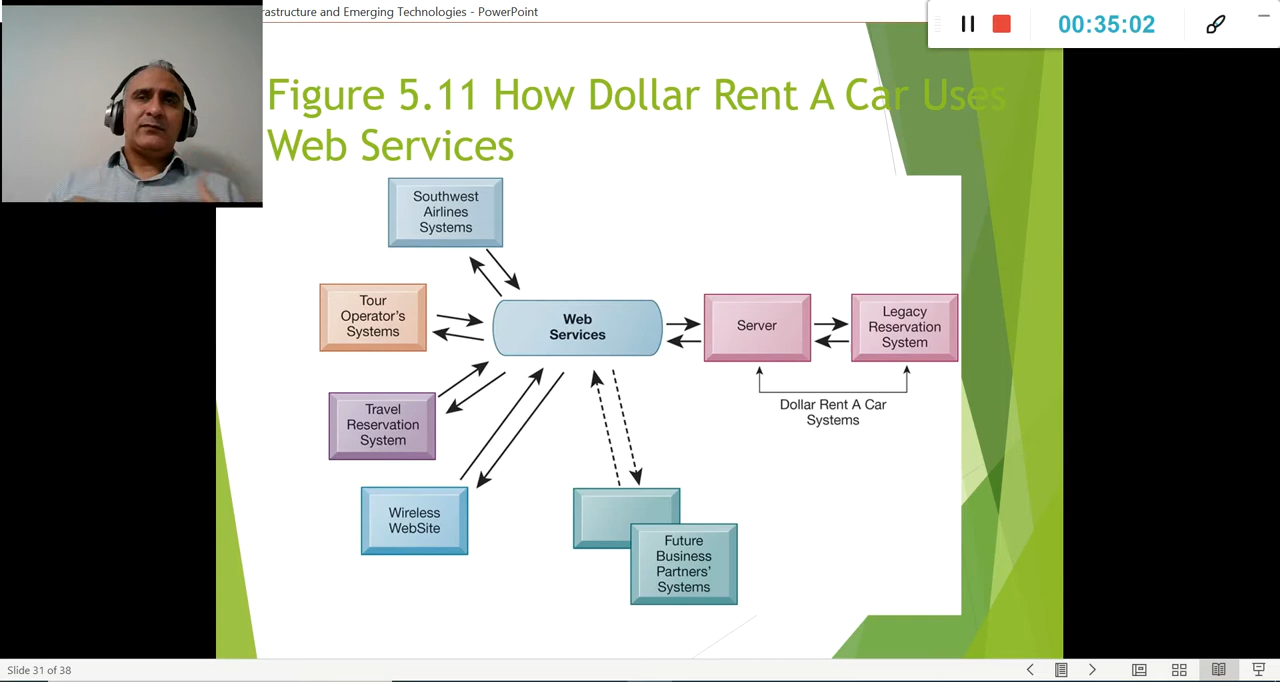 rastructure and Emerging Technologies - PowerPoint
00:35:02
Figure 5.11 How Dollar Rent A Car Uses
Web Services
Southwest
Airlines
Systems
Tour
Operator's
Systems
Web
Services
Server
Legacy
Reservation
System
Travel
Reservation
System
Dollar Rent A Car
Systems
Wireless
WebSite
Future
Business
Partners'
Systems
Slide 31 of 38